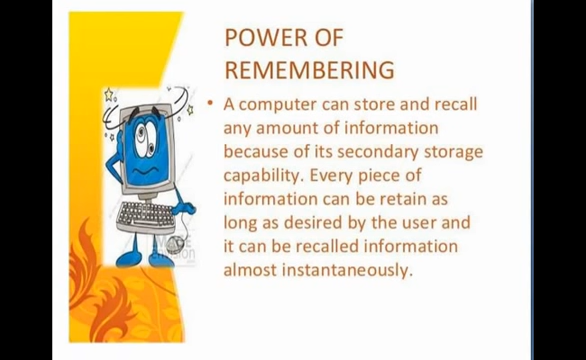 POWER OF
REMEMBERING
• A computer can store and recall
any amount of information
because of its secondary storage
capability. Every piece of
information can be retain as
long as desired by the user and
it can be recalled information
almost instantaneously.